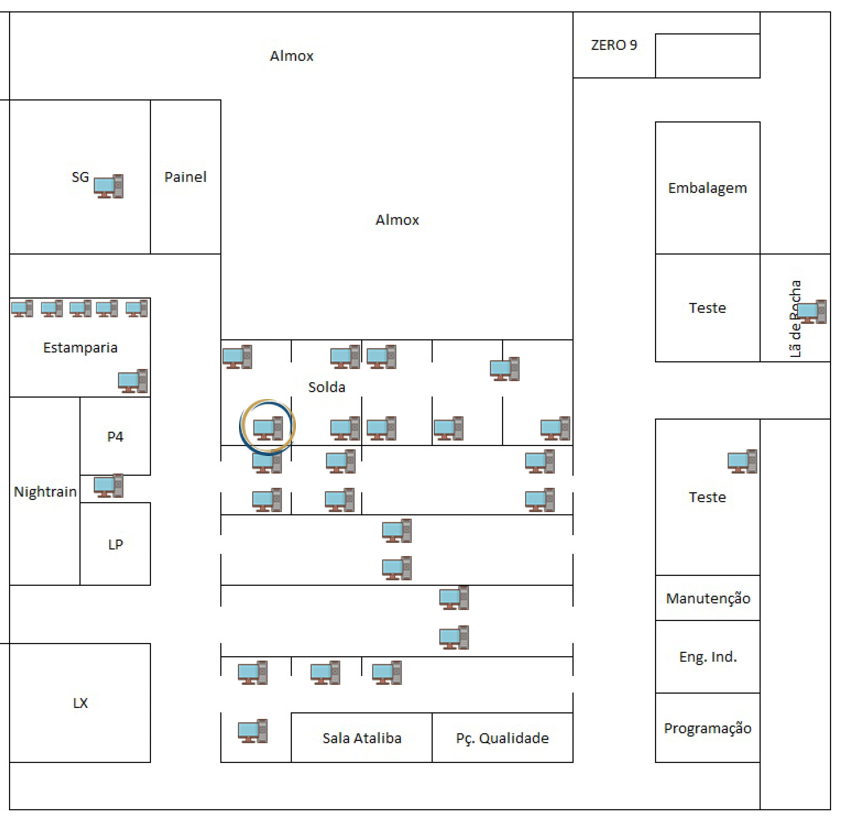 Almox
ZERO 9
SG
Painel
Embalagem
Almox
Teste
Lã de Rocha
Estamparia
Solda
P4
Nightrain
LP
Teste
Manutenção
Eng. Ind.
LX
Sala Ataliba
Pç. Qualidade
Programação